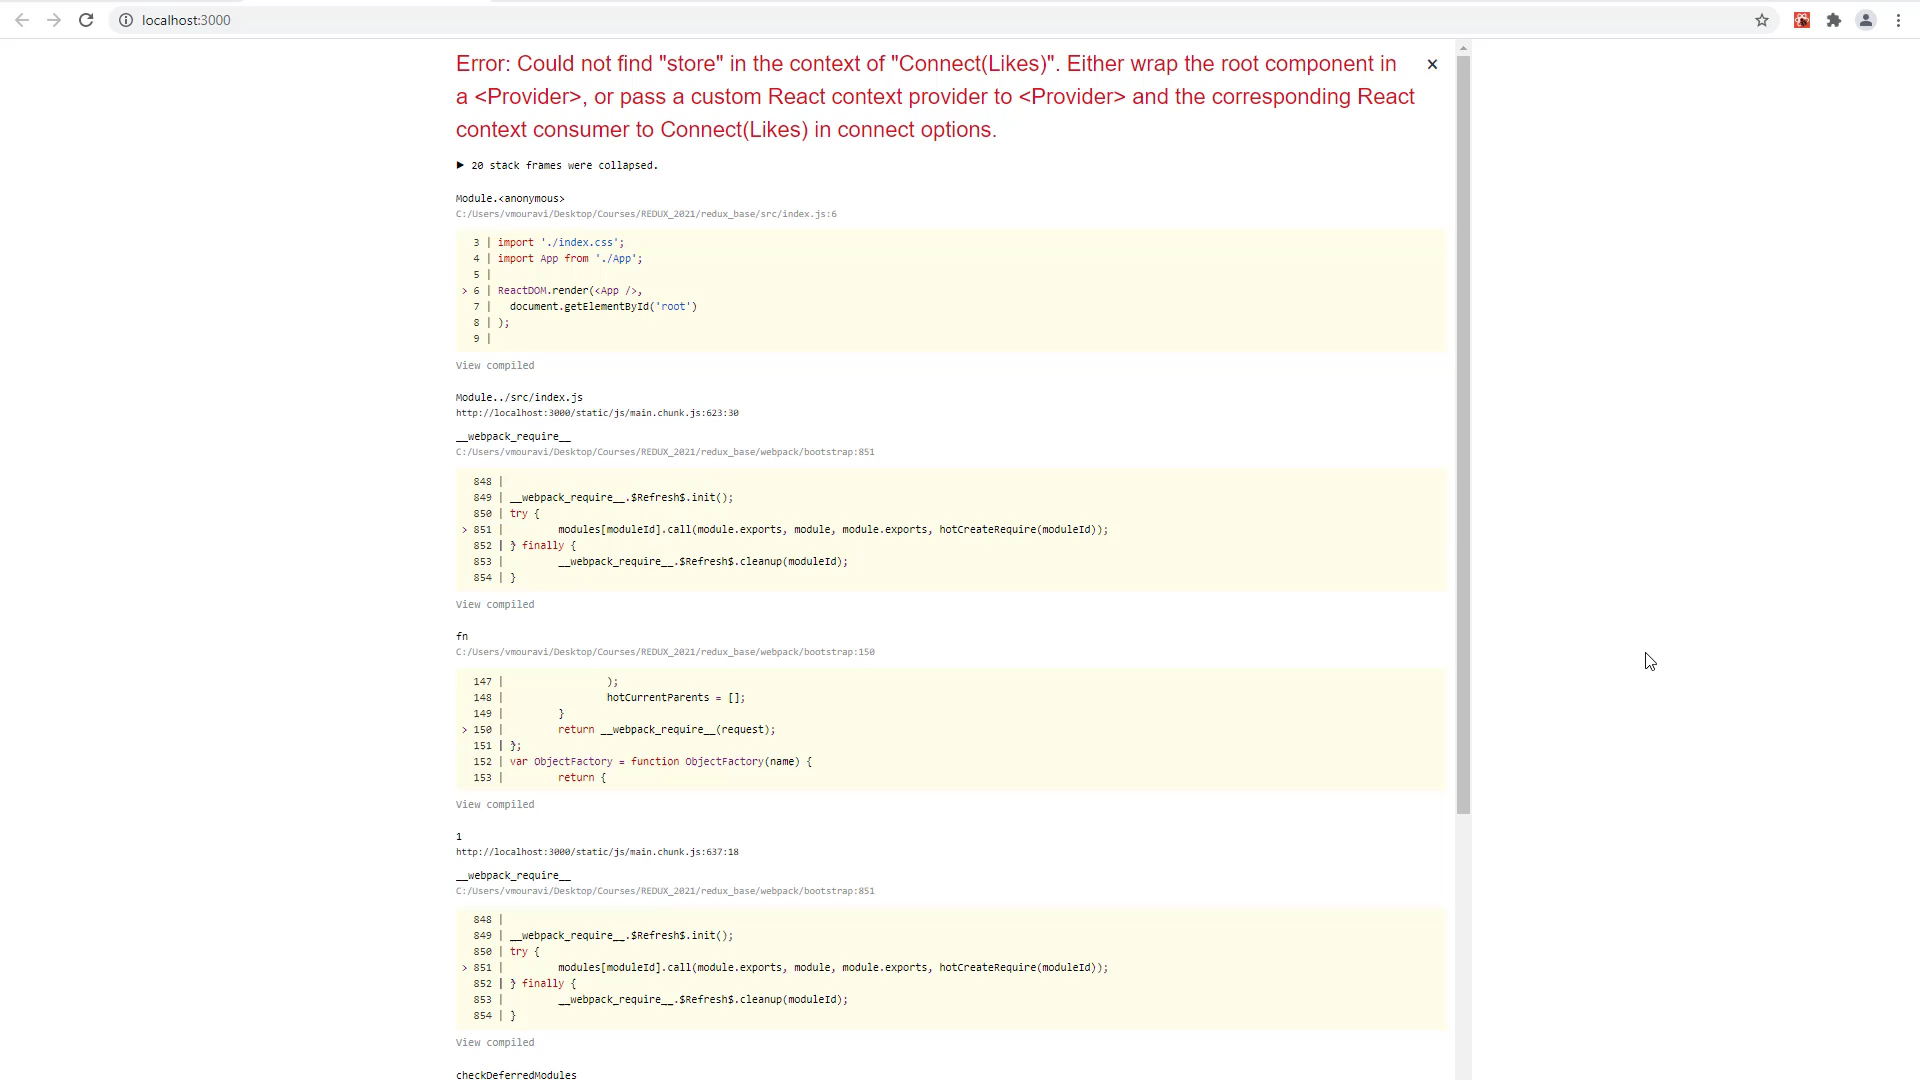 localhost:3000
Error: Could not find "store" in the context of "Connect(Likes)". Either wrap the root component in
a <Provider>, or pass a custom React context provider to <Provider> and the corresponding React
context consumer to Connect(Likes) in connect options.
▶ 20 stack frames were collapsed.
Module.<anonymous>
C:/Users/vmouravi/Desktop/Courses/REDUX_2021/redux_base/src/index.js:6
3 | import './index.css';
4 | import App from './App';
5 |
> 6 | ReactDOM.render(<App />,
7 |   document.getElementById('root')
8 | );
9 |
View compiled
Module../src/index.js
http://localhost:3000/static/js/main.chunk.js:623:30
__webpack_require__
C:/Users/vmouravi/Desktop/Courses/REDUX_2021/redux_base/webpack/bootstrap:851
848 |
849 | __webpack_require__.$Refresh$.init();
850 | try {
> 851 |         modules[moduleId].call(module.exports, module, module.exports, hotCreateRequire(moduleId));
852 | } finally {
853 |         __webpack_require__.$Refresh$.cleanup(moduleId);
854 | }
View compiled
fn
C:/Users/vmouravi/Desktop/Courses/REDUX_2021/redux_base/webpack/bootstrap:150
147 |                 );
148 |                 hotCurrentParents = [];
149 |         }
> 150 |         return __webpack_require__(request);
151 | };
152 | var ObjectFactory = function ObjectFactory(name) {
153 |         return {
View compiled
1
http://localhost:3000/static/js/main.chunk.js:637:18
__webpack_require__
C:/Users/vmouravi/Desktop/Courses/REDUX_2021/redux_base/webpack/bootstrap:851
848 |
849 | __webpack_require__.$Refresh$.init();
850 | try {
> 851 |         modules[moduleId].call(module.exports, module, module.exports, hotCreateRequire(moduleId));
852 | } finally {
853 |         __webpack_require__.$Refresh$.cleanup(moduleId);
854 | }
View compiled
checkDeferredModules